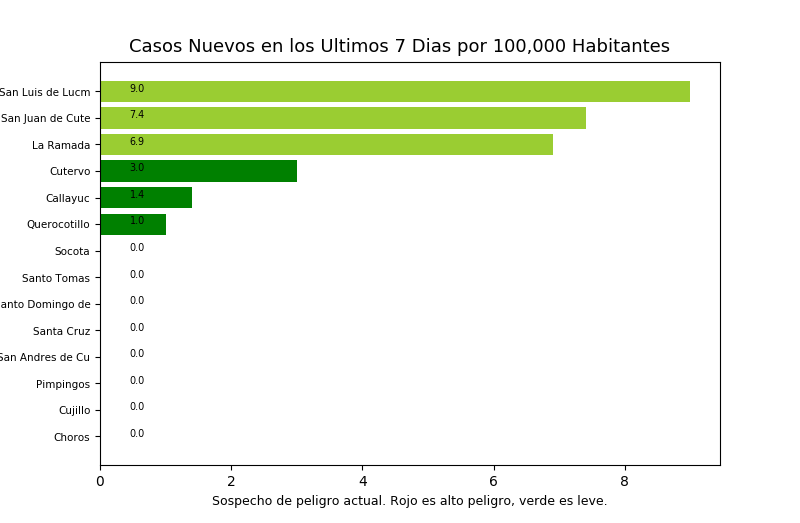 Casos Nuevos en los Ultimos 7 Dias por 100,000 Habitantes
San Luis de Lucm 9.0
San Juan de Cute 7.4
La Ramada 6.9
Cutervo 3.0
Callayuc 1.4
Querocotillo 1.0
Socota 0.0
Santo Tomas 0.0
anto Domingo de 0.0
Santa Cruz 0.0
San Andres de Cu 0.0
Pimpingos 0.0
Cujillo 0.0
Choros 0.0
0 2 4 6 8
Sospecho de peligro actual. Rojo es alto peligro, verde es leve.